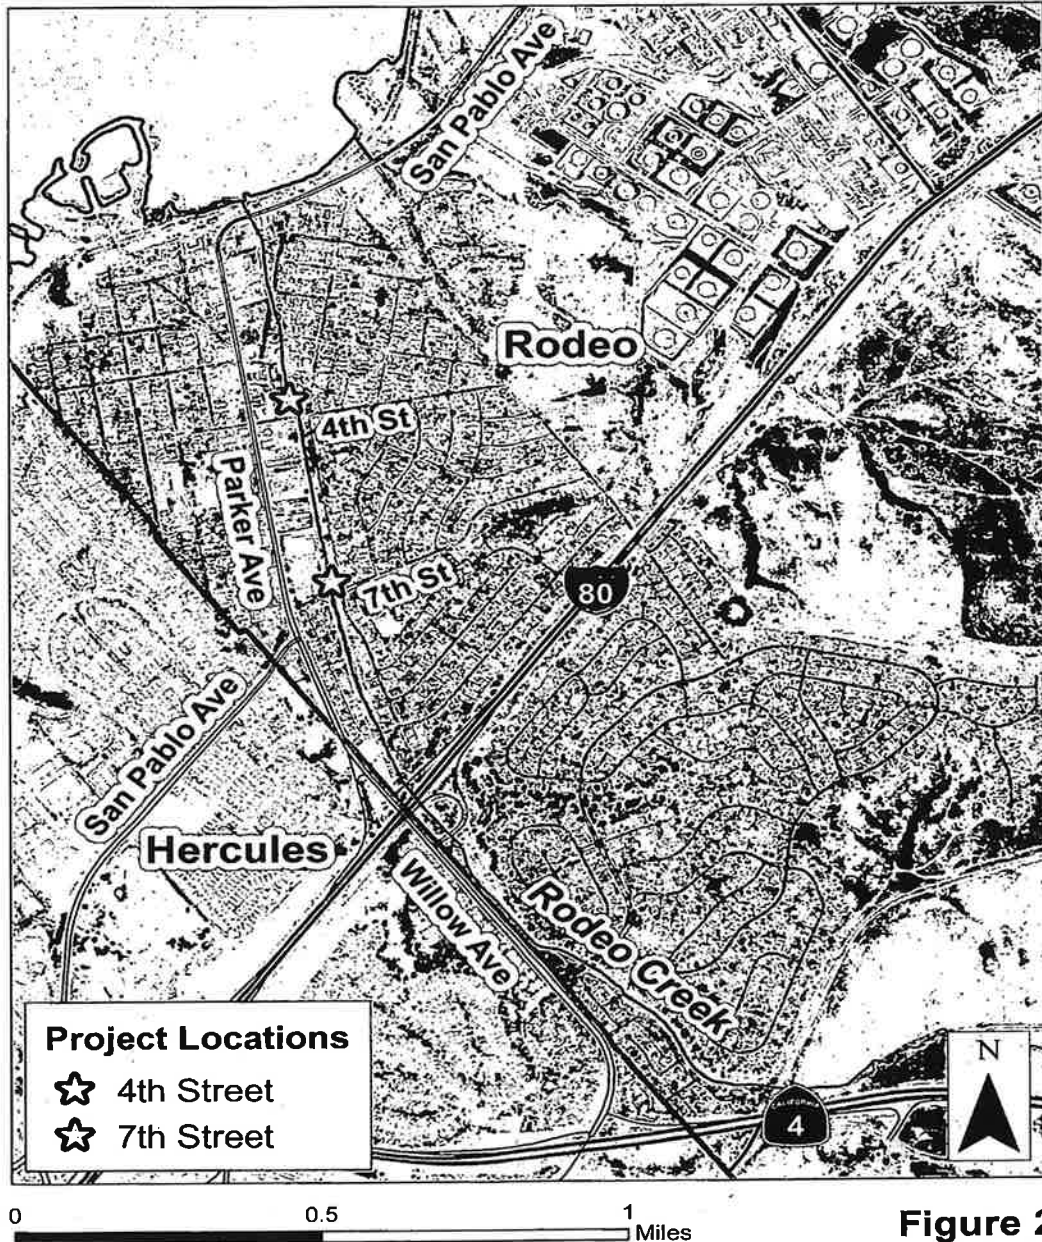 San Pablo Ave
Rodeo
4th St
Parker Ave
7th St
80
San Pablo Ave
Hercules
Willow Ave
Rodeo Creek
Project Locations
4th Street
7th Street
N
CALIFORNIA
4
0 0.5 1 Miles
Figure 2